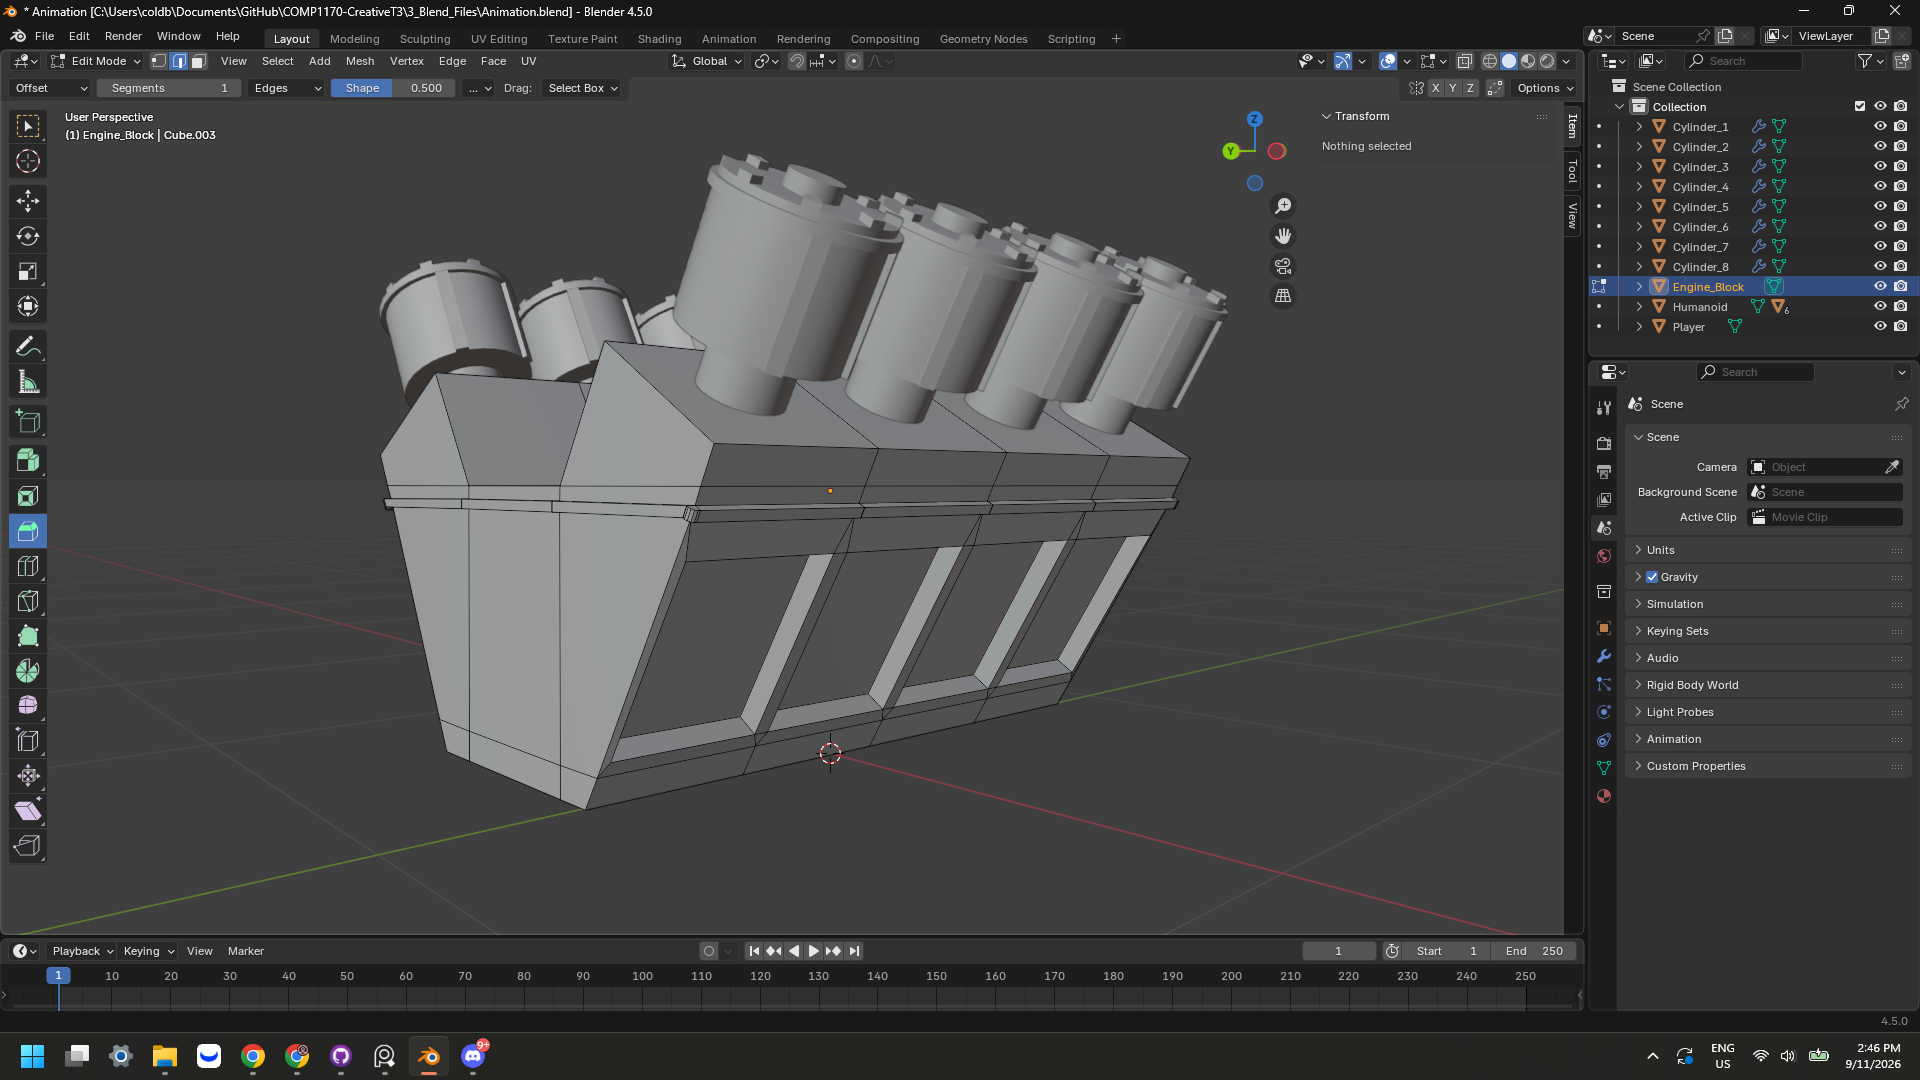 * Animation [C:\Users\coldb\Documents\GitHub\COMP1170-CreativeT3\3_Blend_Files\Animation.blend] - Blender 4.5.0
File Edit Render Window Help Layout Modeling Sculpting UV Editing Texture Paint Shading Animation Rendering Compositing Geometry Nodes Scripting + Scene ViewLayer
Edit Mode View Select Add Mesh Vertex Edge Face UV Global Search
Offset Segments 1 Edges Shape 0.500 ... Drag: Select Box X Y Z Options
User Perspective
(1) Engine_Block | Cube.003
Z
Y
Transform
Nothing selected
Item
Tool
View
Scene Collection
Collection
Cylinder_1
Cylinder_2
Cylinder_3
Cylinder_4
Cylinder_5
Cylinder_6
Cylinder_7
Cylinder_8
Engine_Block
Humanoid 6
Player
Search
Scene
Scene
Camera Object
Background Scene Scene
Active Clip Movie Clip
Units
Gravity
Simulation
Keying Sets
Audio
Rigid Body World
Light Probes
Animation
Custom Properties
Playback Keying View Marker 1 Start 1 End 250
1 10 20 30 40 50 60 70 80 90 100 110 120 130 140 150 160 170 180 190 200 210 220 230 240 250
4.5.0
9+
ENG
US
2:46 PM
9/11/2026